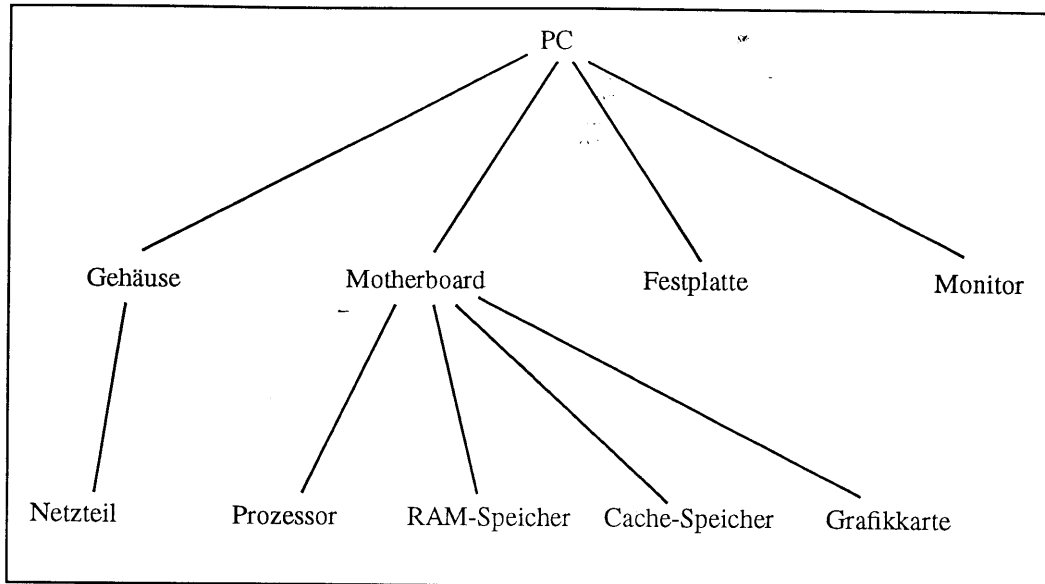 PC
Gehäuse Motherboard Festplatte Monitor
Netzteil Prozessor RAM-Speicher Cache-Speicher Grafikkarte